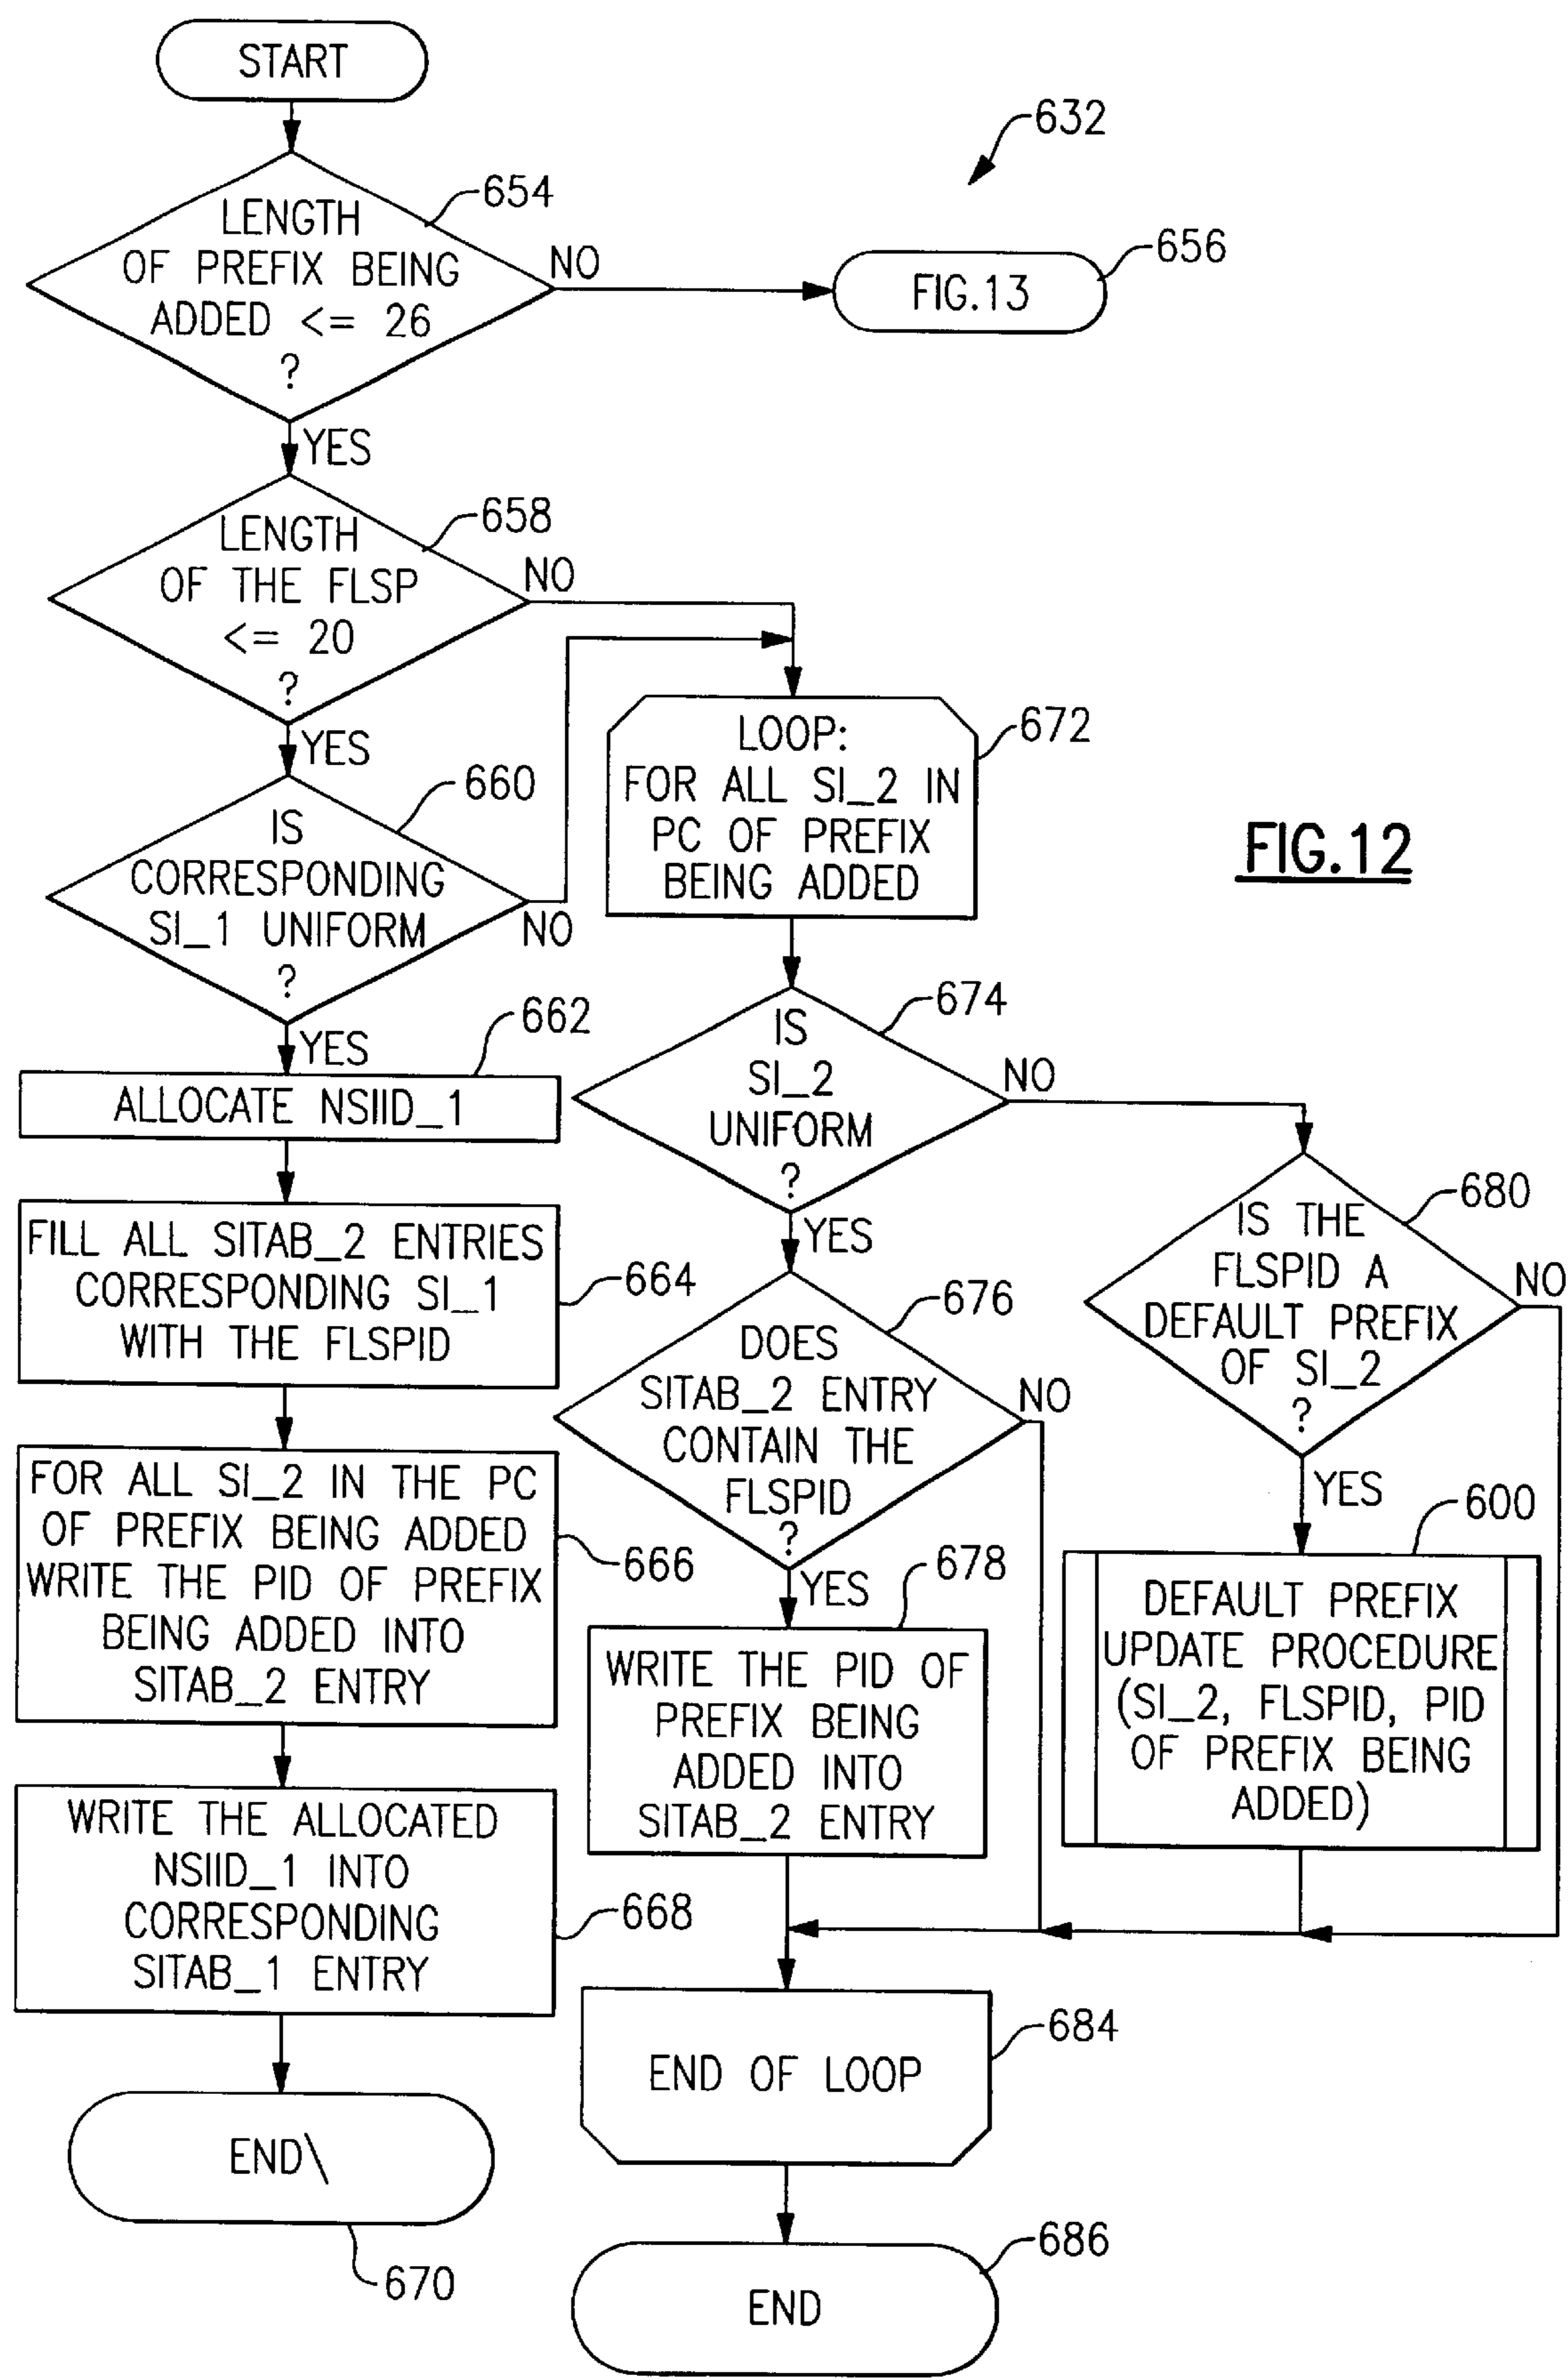 START
632
654
LENGTH
OF PREFIX BEING
ADDED <= 26
?
NO
656
FIG.13
YES
658
LENGTH
OF THE FLSP
<= 20
?
NO
YES
660
IS
CORRESPONDING
SI_1 UNIFORM
?
NO
YES
662
ALLOCATE NSIID_1
FILL ALL SITAB_2 ENTRIES
CORRESPONDING SI_1
WITH THE FLSPID
664
FOR ALL SI_2 IN THE PC
OF PREFIX BEING ADDED
WRITE THE PID OF PREFIX
BEING ADDED INTO
SITAB_2 ENTRY
666
WRITE THE ALLOCATED
NSIID_1 INTO
CORRESPONDING
SITAB_1 ENTRY
668
END\
670
LOOP:
FOR ALL SI_2 IN
PC OF PREFIX
BEING ADDED
672
FIG.12
674
IS
SI_2
UNIFORM
?
NO
YES
676
DOES
SITAB_2 ENTRY
CONTAIN THE
FLSPID
?
NO
YES
678
WRITE THE PID OF
PREFIX BEING
ADDED INTO
SITAB_2 ENTRY
680
IS THE
FLSPID A
DEFAULT PREFIX
OF SI_2
?
NO
YES
600
DEFAULT PREFIX
UPDATE PROCEDURE
(SI_2, FLSPID, PID
OF PREFIX BEING
ADDED)
684
END OF LOOP
686
END